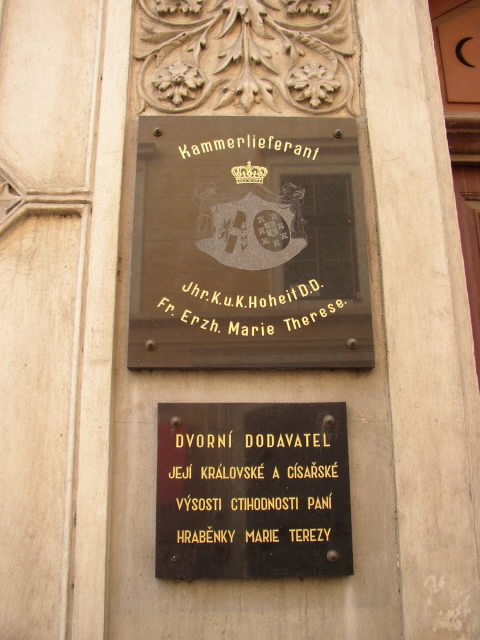 Kammerlieferant
Jhr. K.u.K. Hoheit D.D.
Fr. Erzh. Marie Therese.
DVORNÍ DODAVATEL
JEJÍ KRÁLOVSKÉ A CÍSAŘSKÉ
VÝSOSTI CTIHODNOSTI PANÍ
HRABĚNKY MARIE TEREZY